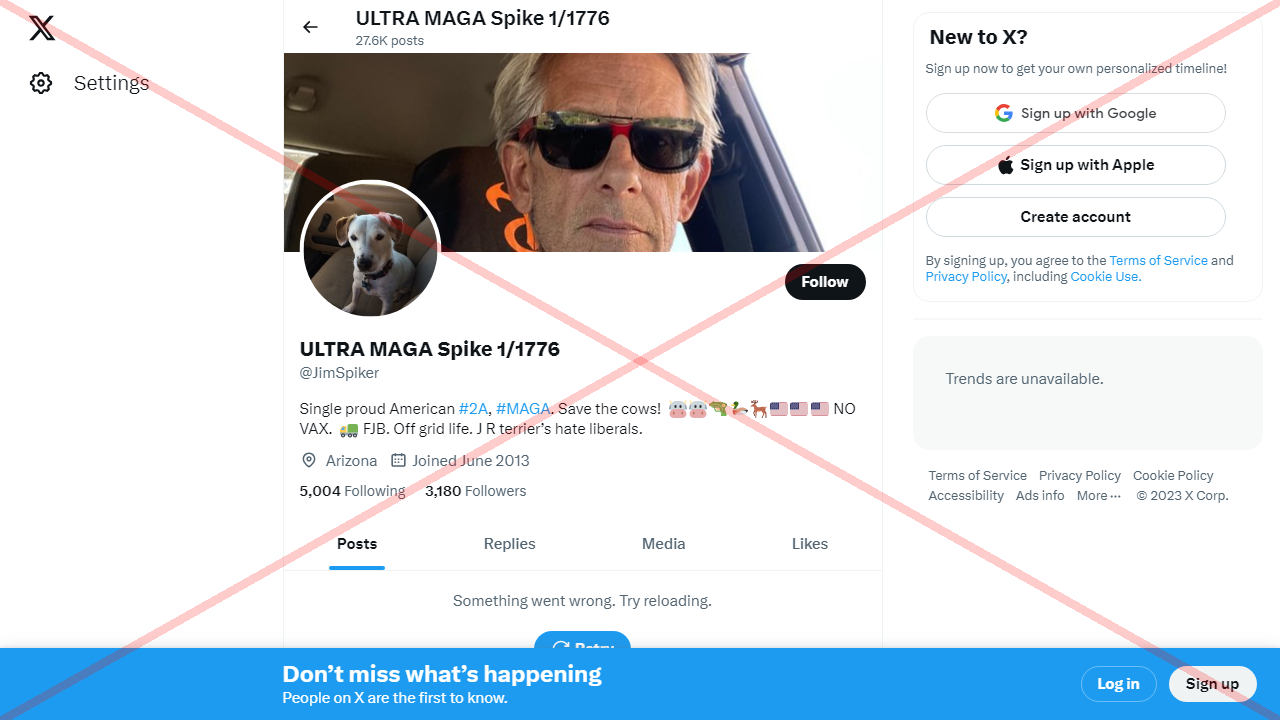 Settings
ULTRA MAGA Spike 1/1776
27.6K posts
Follow
ULTRA MAGA Spike 1/1776
@JimSpiker
Single proud American #2A, #MAGA. Save the cows! 🐮🐮🔫🦆🦌🇺🇸🇺🇸🇺🇸 NO
VAX. 🚛 FJB. Off grid life. J R terrier's hate liberals.
Arizona Joined June 2013
5,004 Following 3,180 Followers
Posts Replies Media Likes
Something went wrong. Try reloading.
Retry
New to X?
Sign up now to get your own personalized timeline!
Sign up with Google
Sign up with Apple
Create account
By signing up, you agree to the Terms of Service and
Privacy Policy, including Cookie Use.
Trends are unavailable.
Terms of Service Privacy Policy Cookie Policy
Accessibility Ads info More ··· © 2023 X Corp.
Don't miss what's happening
People on X are the first to know.
Log in Sign up